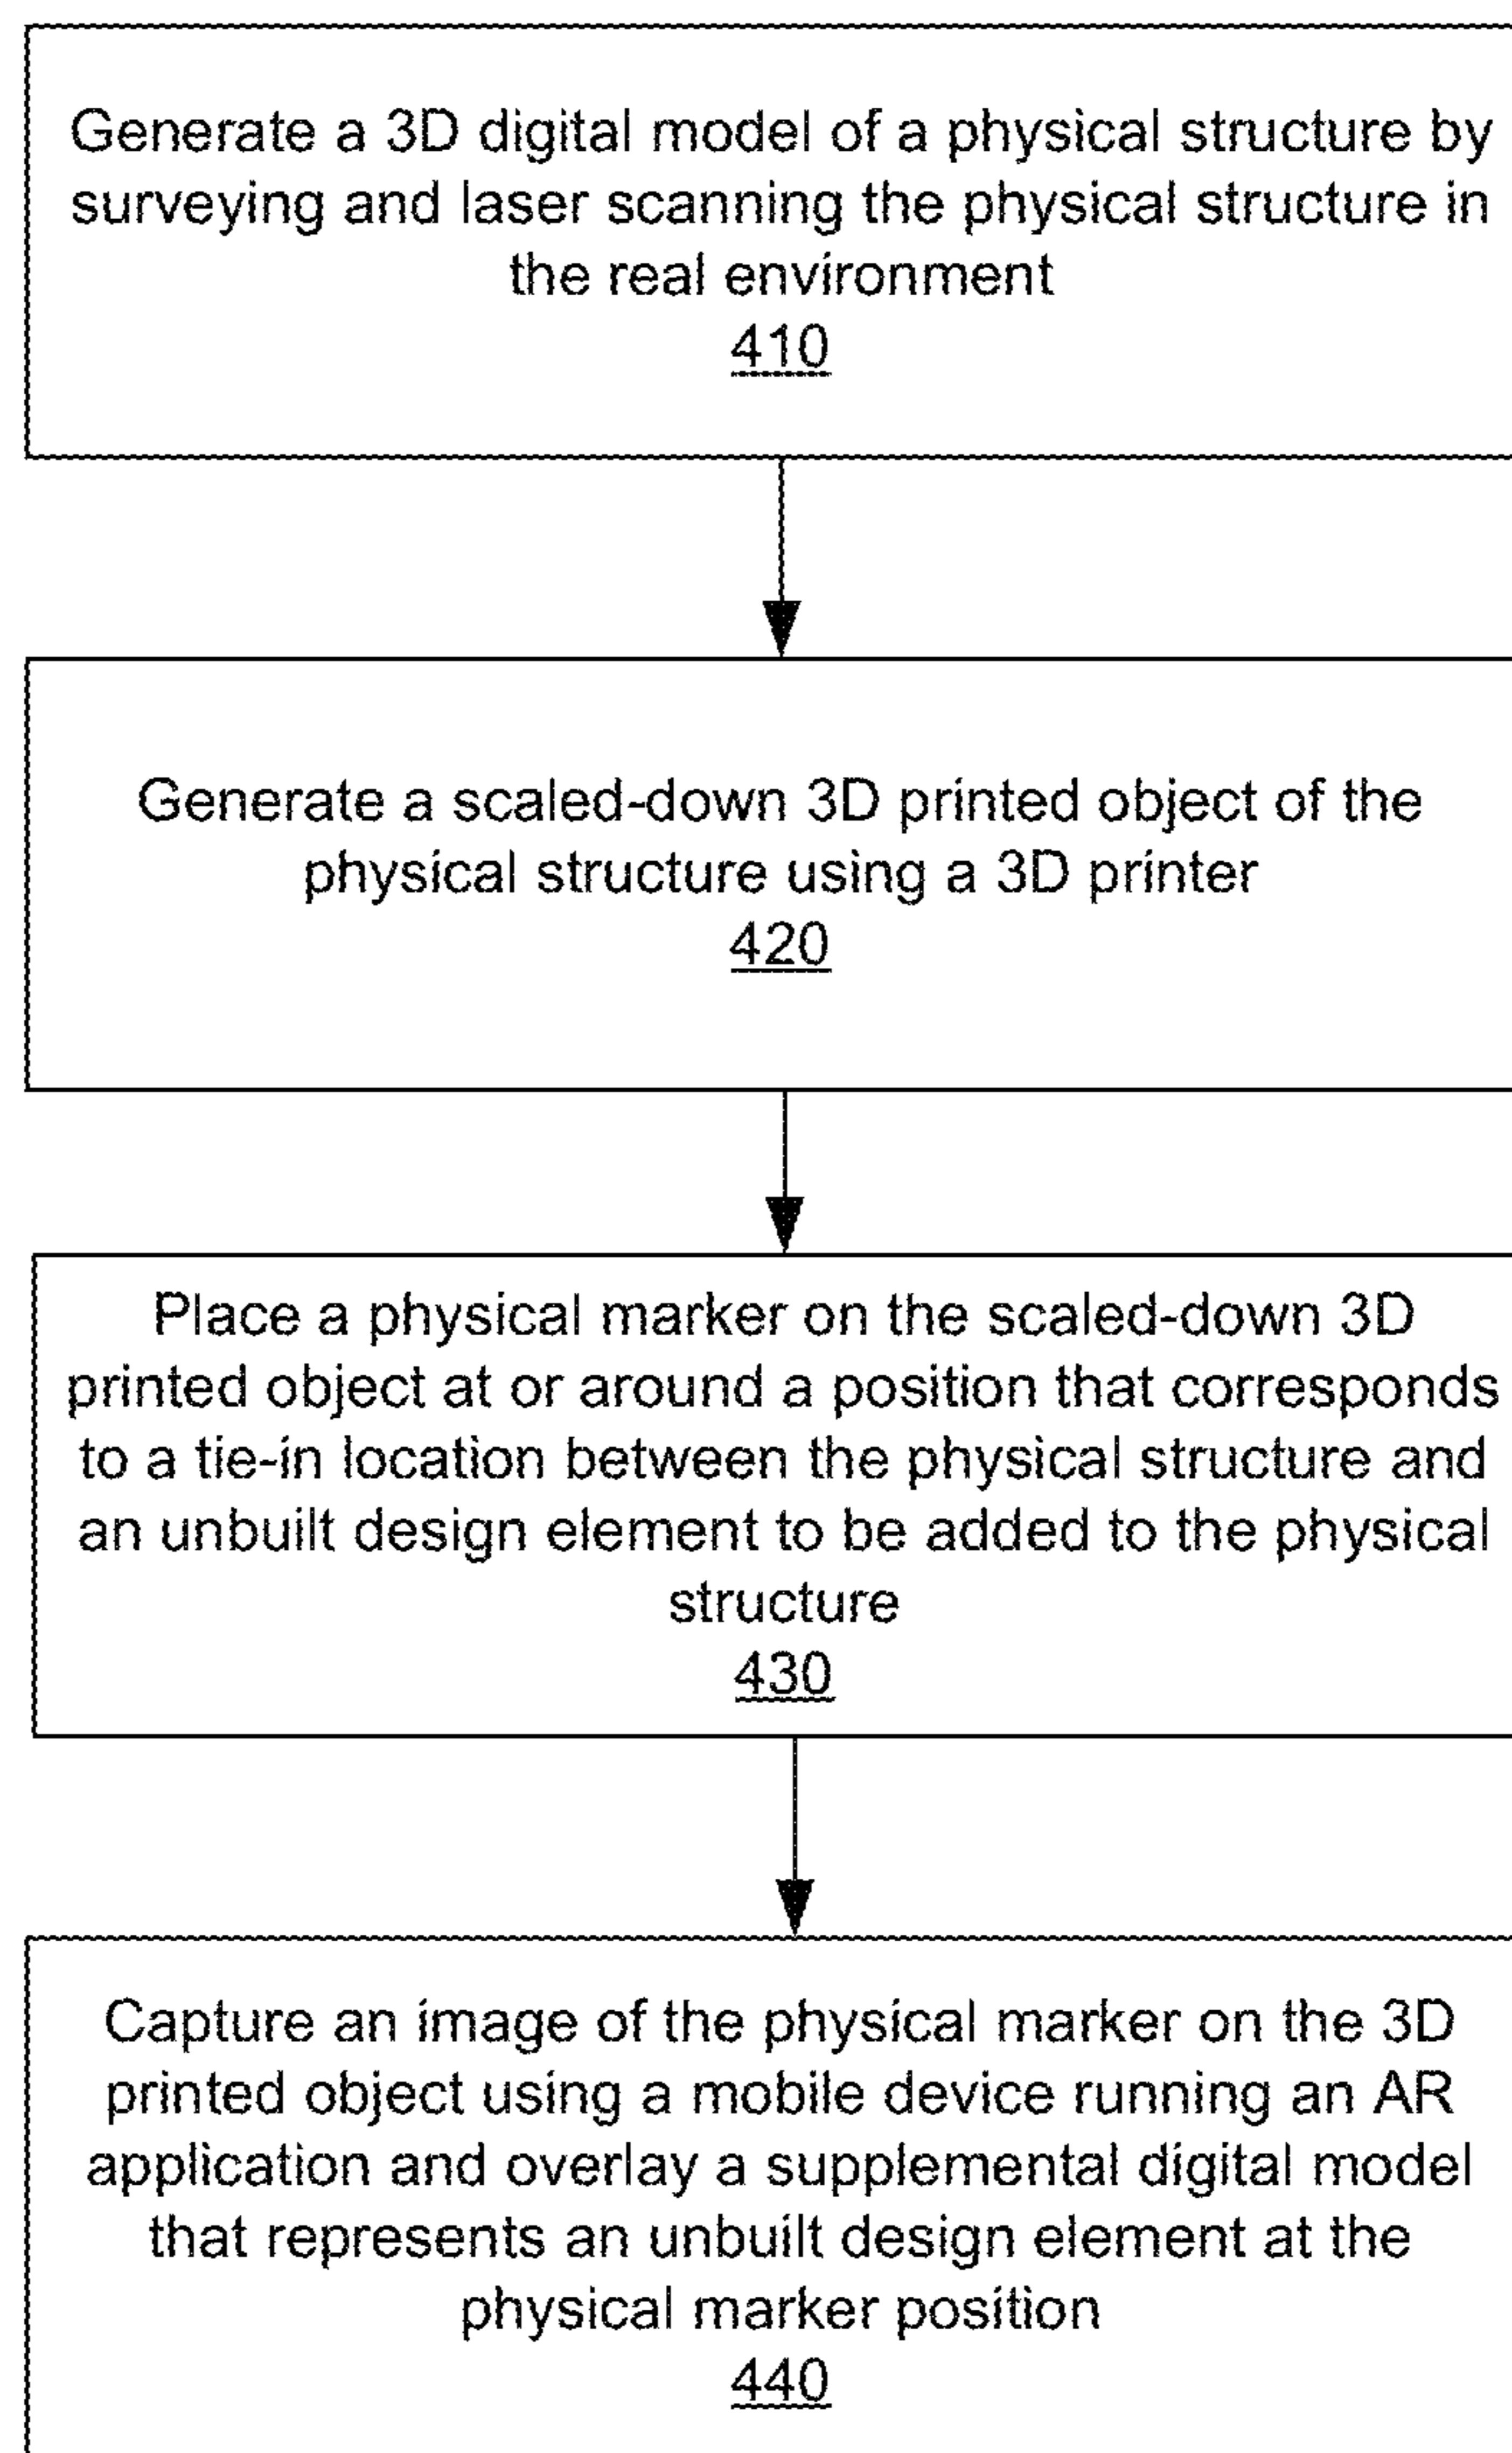 Generate a 3D digital model of a physical structure by
surveying and laser scanning the physical structure in
the real environment
410
Generate a scaled-down 3D printed object of the
physical structure using a 3D printer
420
Place a physical marker on the scaled-down 3D
printed object at or around a position that corresponds
to a tie-in location between the physical structure and
an unbuilt design element to be added to the physical
structure
430
Capture an image of the physical marker on the 3D
printed object using a mobile device running an AR
application and overlay a supplemental digital model
that represents an unbuilt design element at the
physical marker position
440